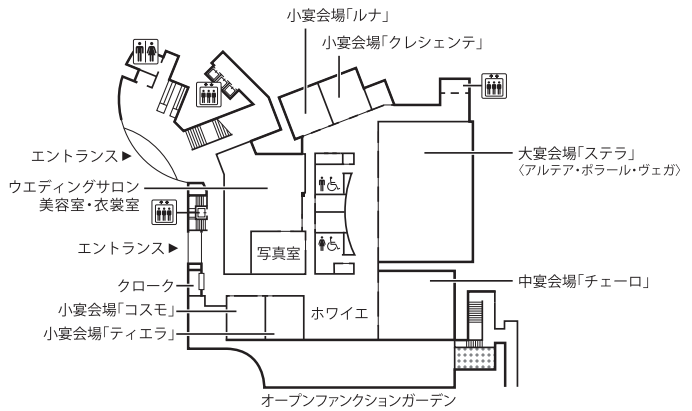 小宴会場「ルナ」
小宴会場「クレシェンテ」
エントランス▶
大宴会場「ステラ」
〈アルテア・ポラール・ヴェガ〉
ウエディングサロン
美容室・衣裳室
エントランス▶
写真室
クローク
中宴会場「チェーロ」
小宴会場「コスモ」
ホワイエ
小宴会場「ティエラ」
オープンファンクションガーデン